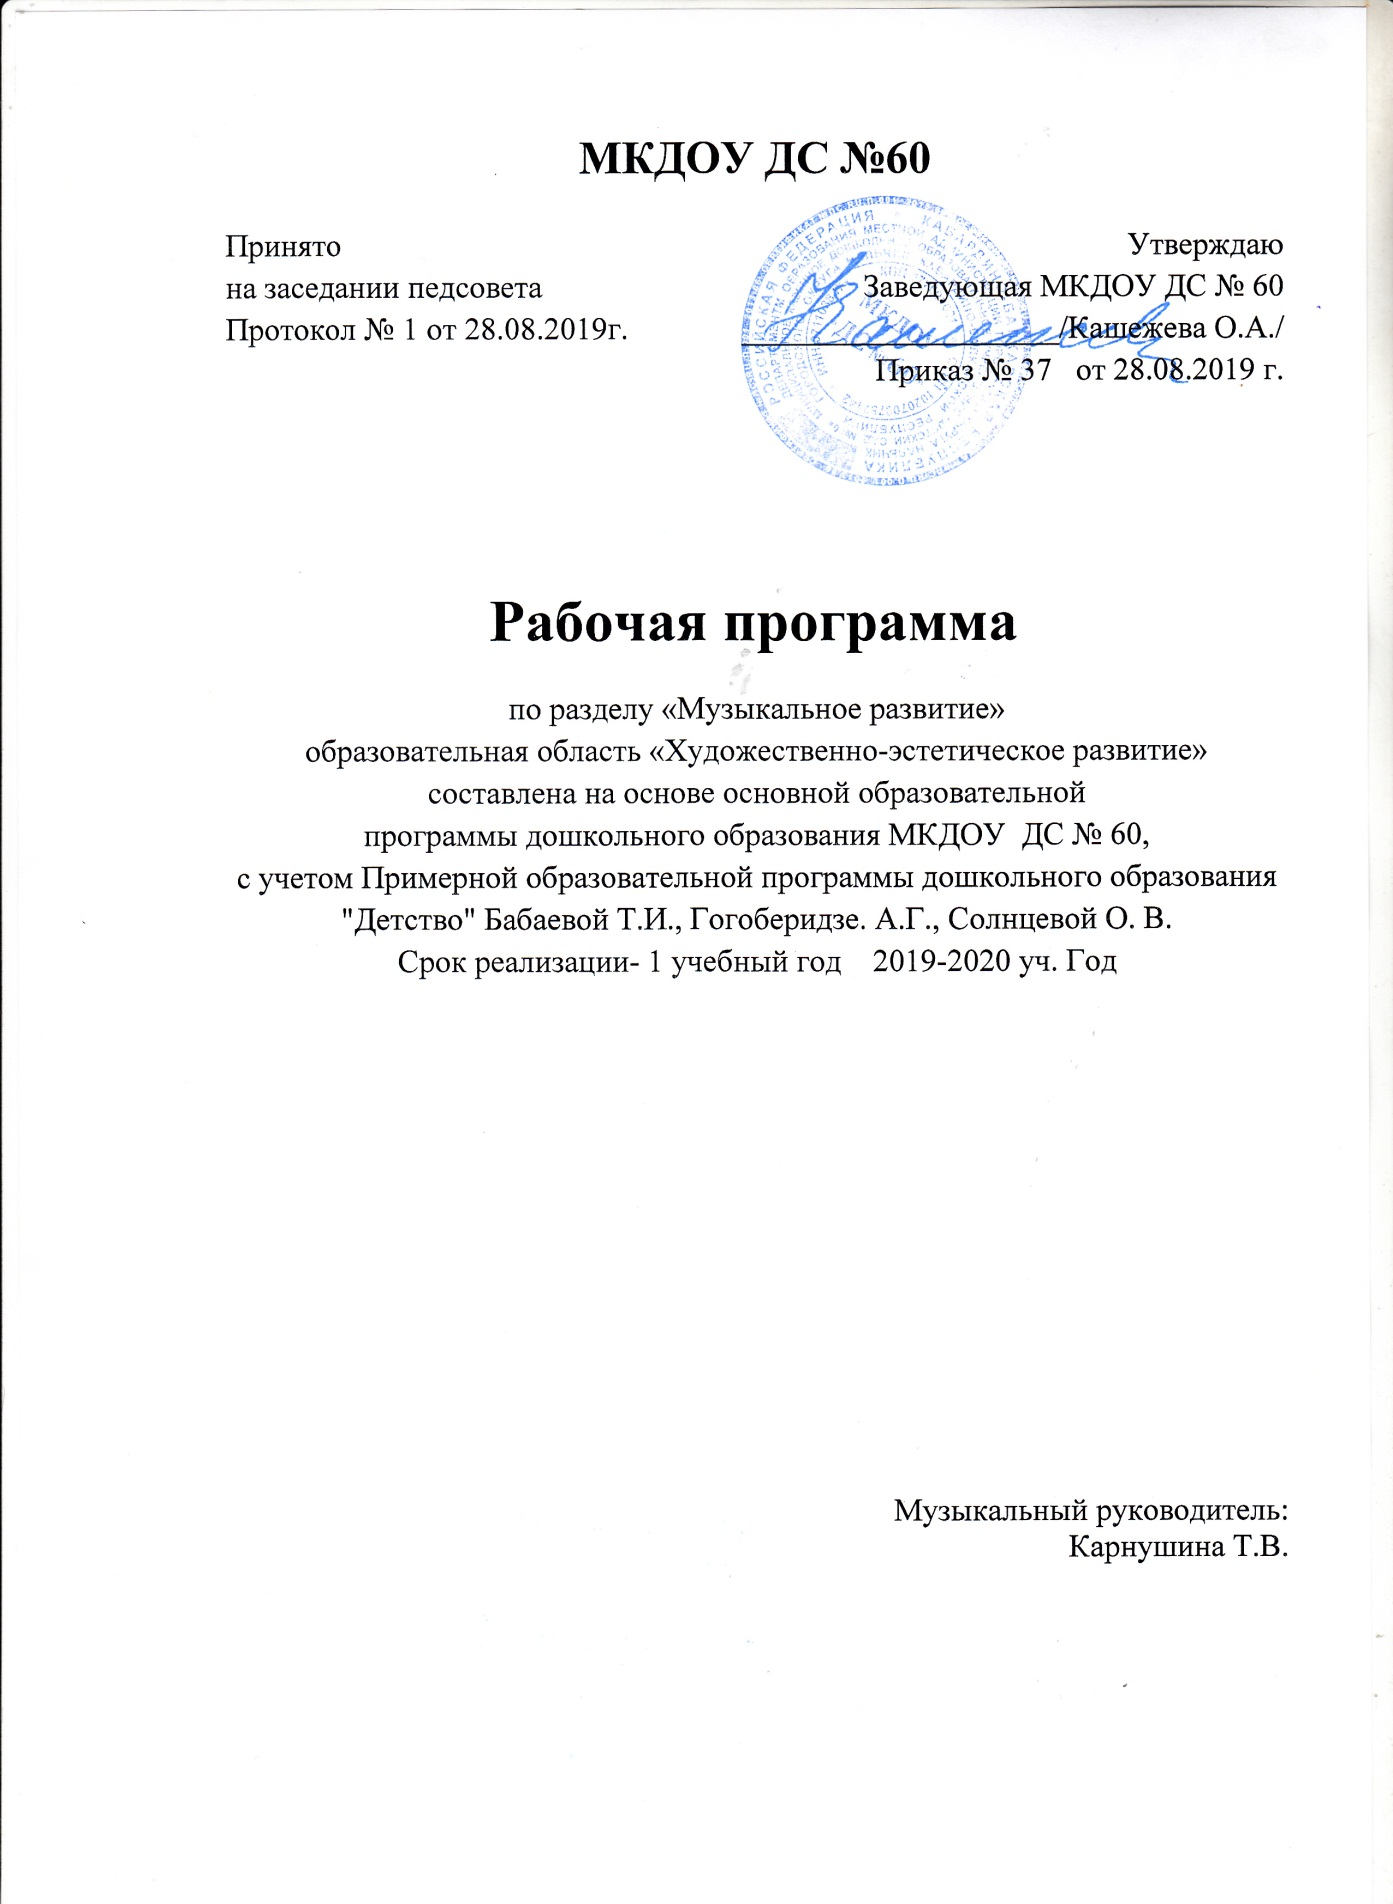 МКДОУ ДС №60
Принято
на заседании педсовета
Протокол № 1 от 28.08.2019г.
Утверждаю
Заведующая МКДОУ ДС № 60
/Кашежева О.А./
Приказ № 37 от 28.08.2019 г.
РОССИЙСКАЯ ФЕДЕРАЦИЯ
Рабочая программа
по разделу «Музыкальное развитие»
образовательная область «Художественно-эстетическое развитие»
составлена на основе основной образовательной
программы дошкольного образования МКДОУ ДС № 60,
с учетом Примерной образовательной программы дошкольного образования
"Детство" Бабаевой Т.И., Гогоберидзе. А.Г., Солнцевой О. В.
Срок реализации- 1 учебный год 2019-2020 уч. Год
Музыкальный руководитель:
Карнушина Т.В.